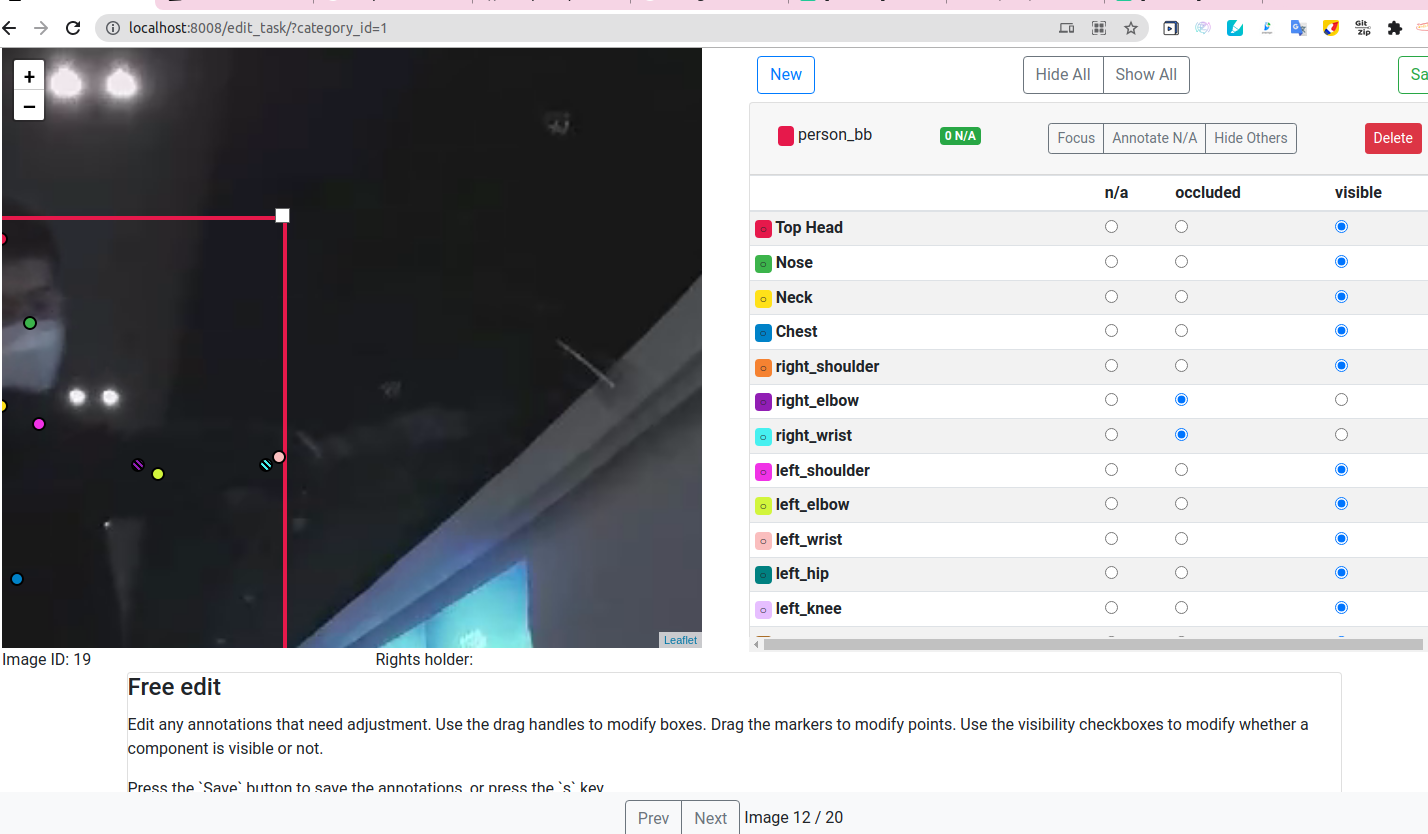 localhost:8008/edit_task/?category_id=1
Git
Zip
+
−
Leaflet
New
Hide All
Show All
person_bb
0 N/A
Focus
Annotate N/A
Hide Others
Delete
n/a
occluded
visible
Top Head
Nose
Neck
Chest
right_shoulder
right_elbow
right_wrist
left_shoulder
left_elbow
left_wrist
left_hip
left_knee
Image ID: 19
Rights holder:
Free edit
Edit any annotations that need adjustment. Use the drag handles to modify boxes. Drag the markers to modify points. Use the visibility checkboxes to modify whether a
component is visible or not.
Press the `Save` button to save the annotations, or press the `s` key
Prev
Next
Image 12 / 20